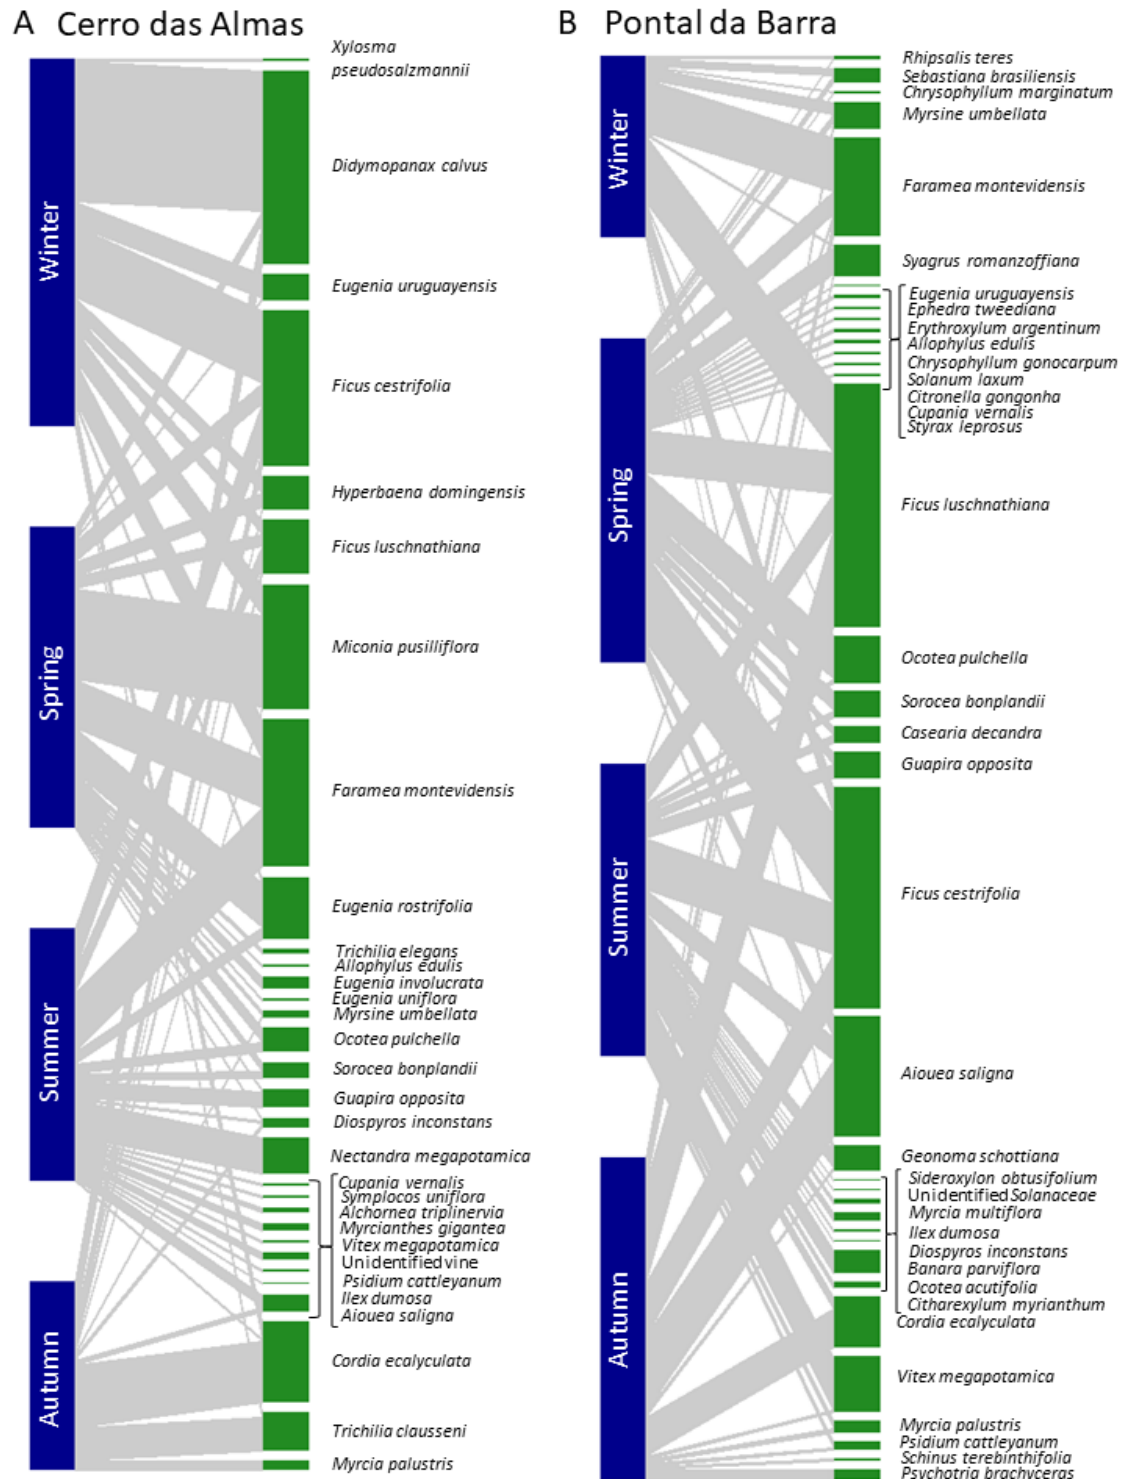 A Cerro das Almas
Winter
Spring
Summer
Autumn
Xylosma
pseudosalzmannii
Didymopanax calvus
Eugenia uruguayensis
Ficus cestrifolia
Hyperbaena domingensis
Ficus luschnathiana
Miconia pusilliflora
Faramea montevidensis
Eugenia rostrifolia
Trichilia elegans
Allophylus edulis
Eugenia involucrata
Eugenia uniflora
Myrsine umbellata
Ocotea pulchella
Sorocea bonplandii
Guapira opposita
Diospyros inconstans
Nectandra megapotamica
Cupania vernalis
Symplocos uniflora
Alchornea triplinervia
Myrcianthes gigantea
Vitex megapotamica
Unidentified vine
Psidium cattleyanum
Ilex dumosa
Aiouea saligna
Cordia ecalyculata
Trichilia clausseni
Myrcia palustris
B Pontal da Barra
Winter
Spring
Summer
Autumn
Rhipsalis teres
Sebastiana brasiliensis
Chrysophyllum marginatum
Myrsine umbellata
Faramea montevidensis
Syagrus romanzoffiana
Eugenia uruguayensis
Ephedra tweediana
Erythroxylum argentinum
Allophylus edulis
Chrysophyllum gonocarpum
Solanum laxum
Citronella gongonha
Cupania vernalis
Styrax leprosus
Ficus luschnathiana
Ocotea pulchella
Sorocea bonplandii
Casearia decandra
Guapira opposita
Ficus cestrifolia
Aiouea saligna
Geonoma schottiana
Sideroxylon obtusifolium
Unidentified Solanaceae
Myrcia multiflora
Ilex dumosa
Diospyros inconstans
Banara parviflora
Ocotea acutifolia
Citharexylum myrianthum
Cordia ecalyculata
Vitex megapotamica
Myrcia palustris
Psidium cattleyanum
Schinus terebinthifolia
Psychotria brachyceras